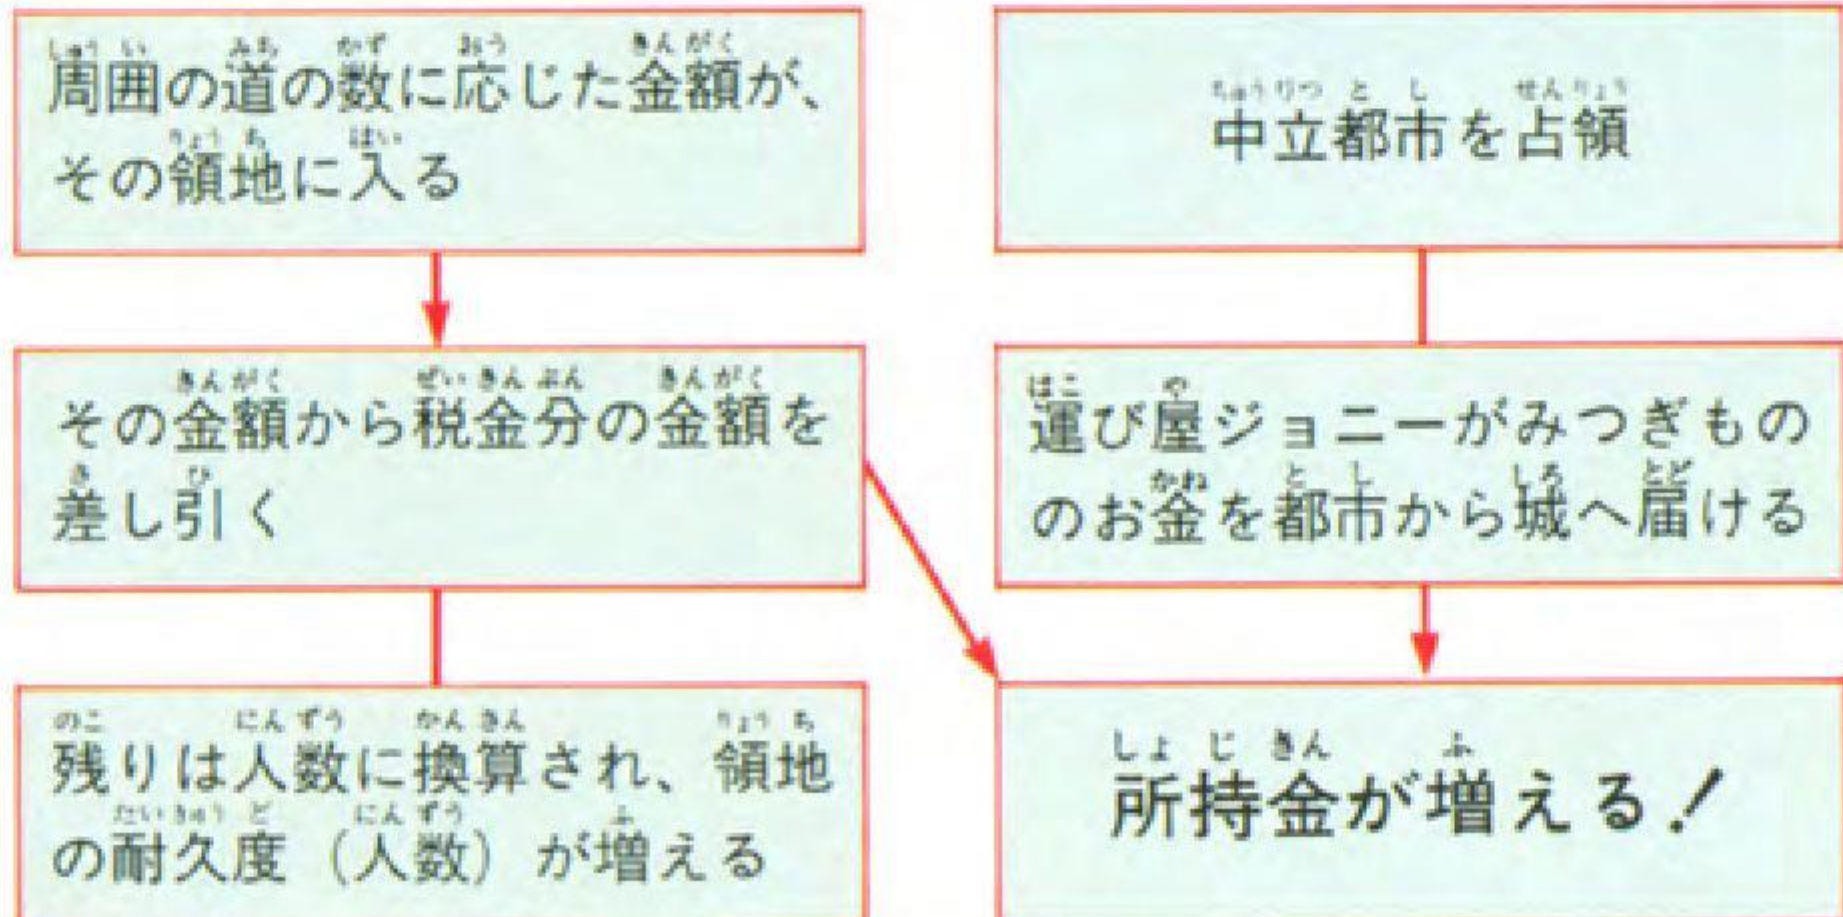 周囲の道の数に応じた金額が、
その領地に入る
その金額から税金分の金額を
差し引く
残りは人数に換算され、領地
の耐久度（人数）が増える
中立都市を占領
運び屋ジョニーがみつぎもの
のお金を都市から城へ届ける
所持金が増える！